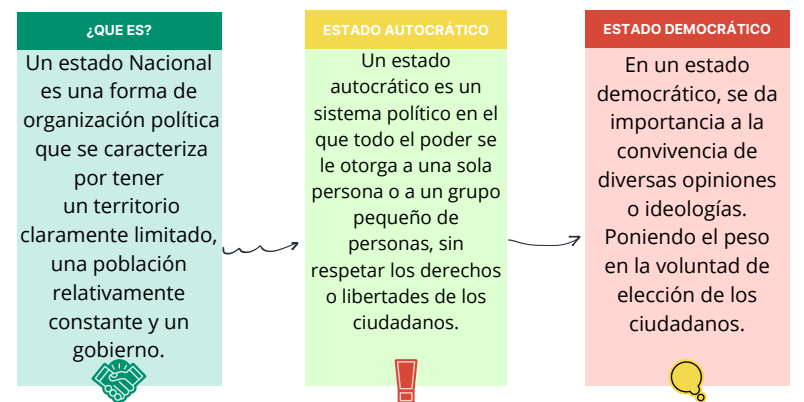 ¿QUE ES?
Un estado Nacional
es una forma de
organización política
que se caracteriza
por tener
un territorio
claramente limitado,
una población
relativamente
constante y un
gobierno.
ESTADO AUTOCRÁTICO
Un estado
autocrático es un
sistema político en el
que todo el poder se
le otorga a una sola
persona o a un grupo
pequeño de
personas, sin
respetar los derechos
o libertades de los
ciudadanos.
ESTADO DEMOCRÁTICO
En un estado
democrático, se da
importancia a la
convivencia de
diversas opiniones
o ideologías.
Poniendo el peso
en la voluntad de
elección de los
ciudadanos.